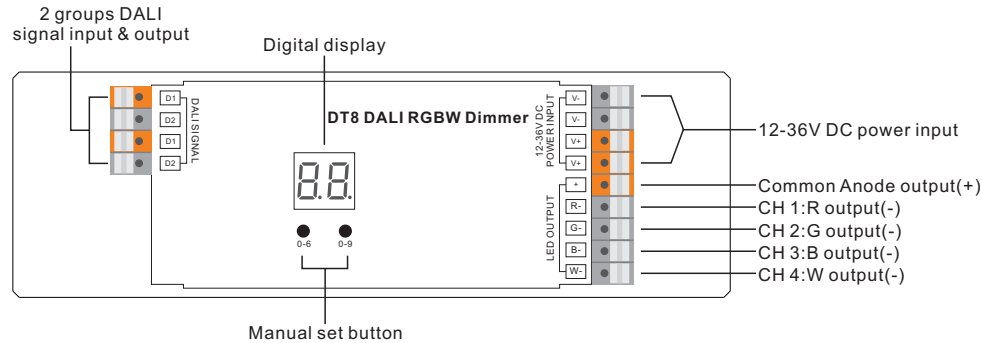 2 groups DALI
signal input & output
Digital display
D1
D2
D1
D2
DALI SIGNAL
DT8 DALI RGBW Dimmer
0-6
0-9
Manual set button
12-36V DC
POWER INPUT
V-
V-
V+
V+
LED OUTPUT
+
R-
G-
B-
W-
12-36V DC power input
Common Anode output(+)
CH 1:R output(-)
CH 2:G output(-)
CH 3:B output(-)
CH 4:W output(-)
8.8.